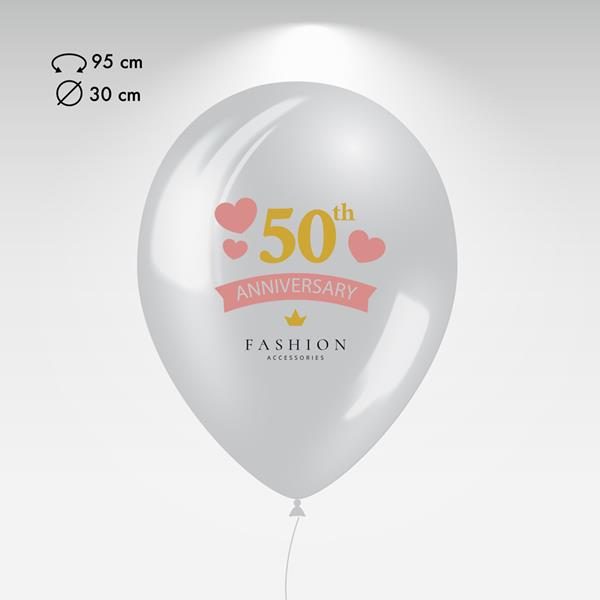 95 cm
30 cm
50th
ANNIVERSARY
FASHION
ACCESSORIES